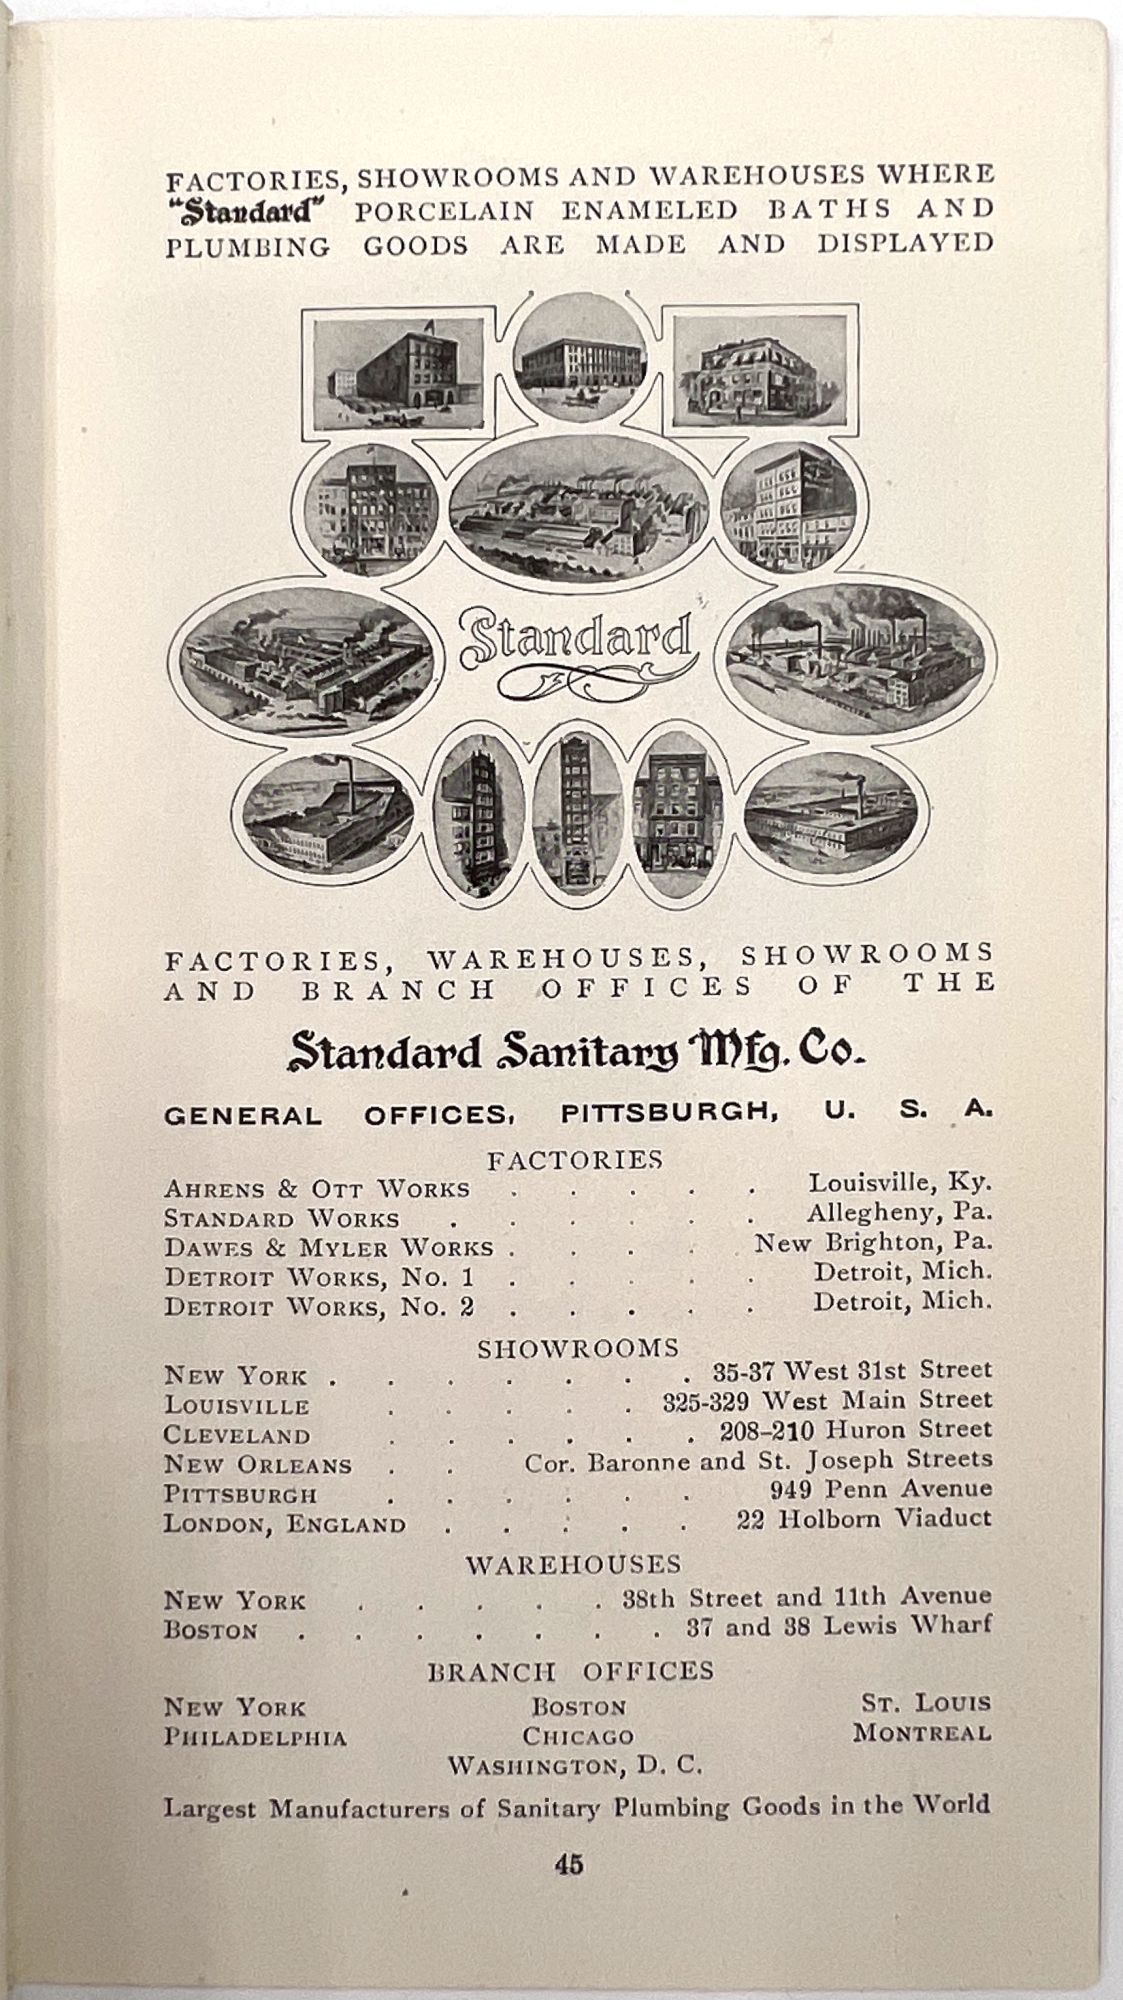 FACTORIES, SHOWROOMS AND WAREHOUSES WHERE
"Standard" PORCELAIN ENAMELED BATHS AND
PLUMBING GOODS ARE MADE AND DISPLAYED
Standard
FACTORIES, WAREHOUSES, SHOWROOMS
AND BRANCH OFFICES OF THE
Standard Sanitary Mfg. Co.
GENERAL OFFICES, PITTSBURGH, U. S. A.
FACTORIES
AHRENS & OTT WORKS . . . . . Louisville, Ky.
STANDARD WORKS . . . . . . Allegheny, Pa.
DAWES & MYLER WORKS . . . . . New Brighton, Pa.
DETROIT WORKS, No. 1 . . . . . Detroit, Mich.
DETROIT WORKS, No. 2 . . . . . Detroit, Mich.
SHOWROOMS
NEW YORK . . . . . . . 35-37 West 31st Street
LOUISVILLE . . . . . 325-329 West Main Street
CLEVELAND . . . . . . 208-210 Huron Street
NEW ORLEANS . . Cor. Baronne and St. Joseph Streets
PITTSBURGH . . . . . . 949 Penn Avenue
LONDON, ENGLAND . . . . . 22 Holborn Viaduct
WAREHOUSES
NEW YORK . . . . . 38th Street and 11th Avenue
BOSTON . . . . . . . 37 and 38 Lewis Wharf
BRANCH OFFICES
NEW YORK BOSTON ST. LOUIS
PHILADELPHIA CHICAGO MONTREAL
WASHINGTON, D. C.
Largest Manufacturers of Sanitary Plumbing Goods in the World
45